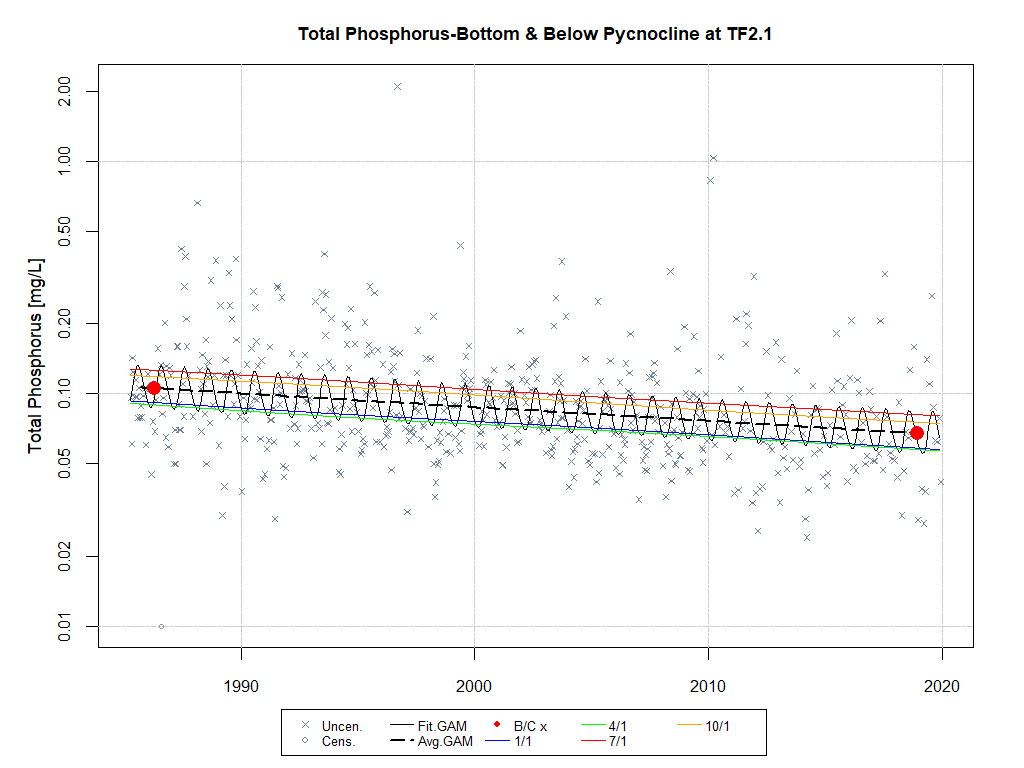 Total Phosphorus-Bottom & Below Pycnocline at TF2.1
Total Phosphorus [mg/L]
2.00
1.00
0.50
0.20
0.10
0.05
0.02
0.01
1990 2000 2010 2020
Uncen. Fit.GAM B/C x 4/1 10/1
Cens. Avg.GAM 1/1 7/1